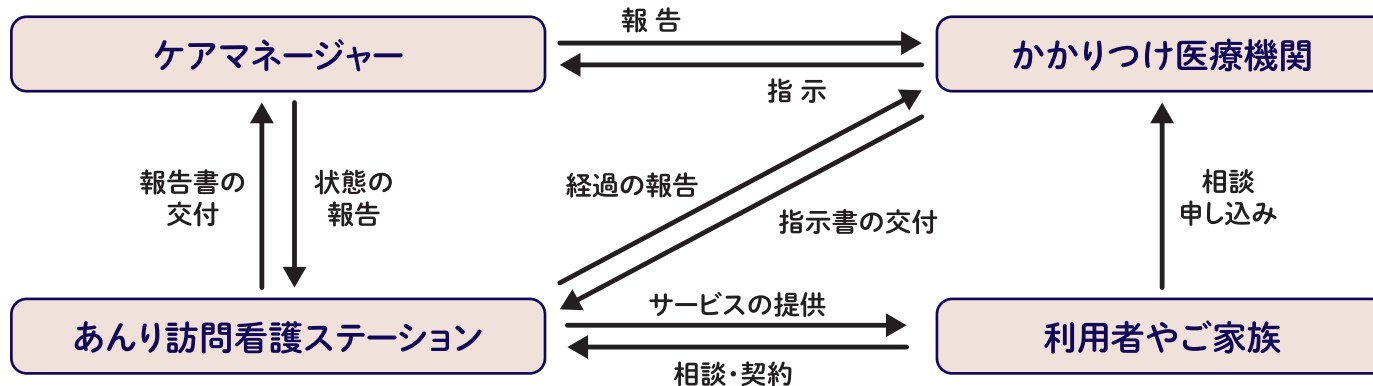 報告
ケアマネージャー
かかりつけ医療機関
指示
報告書の
交付
状態の
報告
経過の報告
相談
申し込み
指示書の交付
サービスの提供
あんり訪問看護ステーション
利用者やご家族
相談・契約